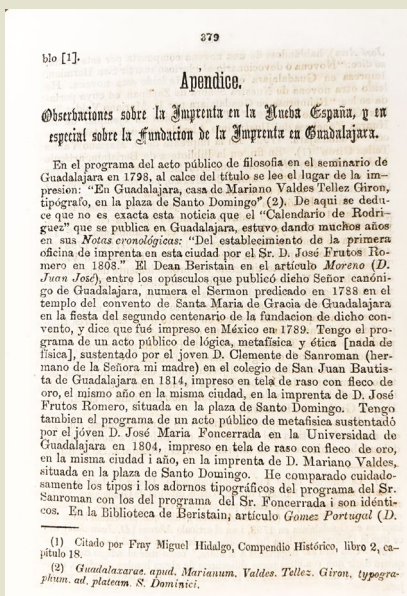 379
blo [1].
Apéndice.
Observaciones sobre la Imprenta en la Nueva España, y en
especial sobre la Fundacion de la Imprenta en Guadalajara.
En el programa del acto público de filosofia en el seminario de
Guadalajara en 1798, al calce del título se lee el lugar de la im-
presion: "En Guadalajara, casa de Mariano Valdes Tellez Giron,
tipógrafo, en la plaza de Santo Domingo" (2). De aqui se dedu-
ce que no es exacta esta noticia que el "Calendario de Rodri-
guez" que se publica en Guadalajara, estuvo dando muchos años
en sus Notas cronológicas: "Del establecimiento de la primera
oficina de imprenta en esta ciudad por el Sr. D. José Frutos Ro-
mero en 1808." El Dean Beristain en el artículo Moreno (D.
Juan José), entre los opúsculos que publicó dicho Señor canóni-
go de Guadalajara, numera el Sermon predicado en 1788 en el
templo del convento de Santa Maria de Gracia de Guadalajara
en la fiesta del segundo centenario de la fundacion de dicho con-
vento, y dice que fué impreso en México en 1789. Tengo el pro-
grama de un acto público de lógica, metafísica y ética [nada de
física], sustentado por el joven D. Clemente de Sanroman (her-
mano de la Señora mi madre) en el colegio de San Juan Bautis-
ta de Guadalajara en 1814, impreso en tela de raso con fleco de
oro, el mismo año en la misma ciudad, en la imprenta de D. José
Frutos Romero, situada en la plaza de Santo Domingo. Tengo
tambien el programa de un acto público de metafisica sustentado
por el jóven D. José Maria Foncerrada en la Universidad de
Guadalajara en 1804, impreso en tela de raso con fleco de oro,
en la misma ciudad i año, en la imprenta de D. Mariano Valdes,
situada en la plaza de Santo Domingo. He comparado cuidado-
samente los tipos i los adornos tipográficos del programa del Sr.
Sanroman con los del programa del Sr. Foncerrada i son idénti-
cos. En la Biblioteca de Beristain, artículo Gomez Portugal (D.
(1) Citado por Fray Miguel Hidalgo, Compendio Histórico, libro 2, ca-
pítulo 18.
(2) Guadalaxarae. apud. Marianum. Valdes. Tellez. Giron, typogra-
phum. ad. plateam. S. Dominici.